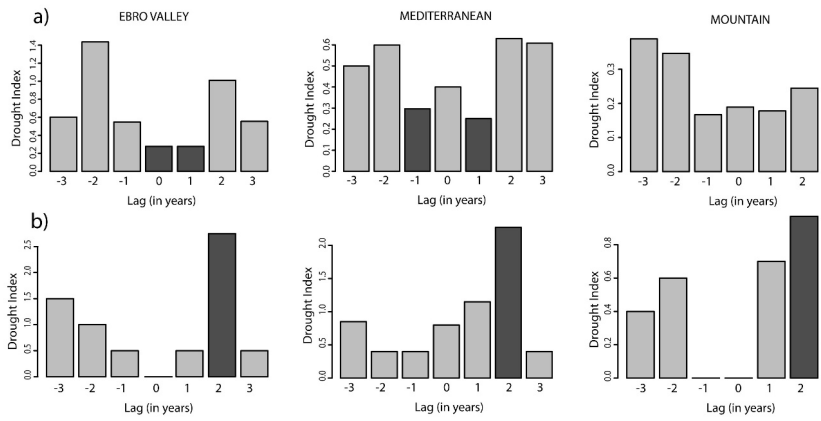 a)
EBRO VALLEY
MEDITERRANEAN
MOUNTAIN
Drought Index
0.0 0.2 0.4 0.6 0.8 1.0 1.2 1.4
-3 -2 -1 0 1 2 3
Lag (in years)
Drought Index
0.0 0.1 0.2 0.3 0.4 0.5 0.6
-3 -2 -1 0 1 2 3
Lag (in years)
Drought Index
0.0 0.1 0.2 0.3
-3 -2 -1 0 1 2
Lag (in years)
b)
Drought Index
0.0 0.5 1.0 1.5 2.0 2.5
-3 -2 -1 0 1 2 3
Lag (in years)
Drought Index
0.0 0.5 1.0 1.5 2.0
-3 -2 -1 0 1 2 3
Lag (in years)
Drought Index
0.0 0.2 0.4 0.6 0.8
-3 -2 -1 0 1 2
Lag (in years)